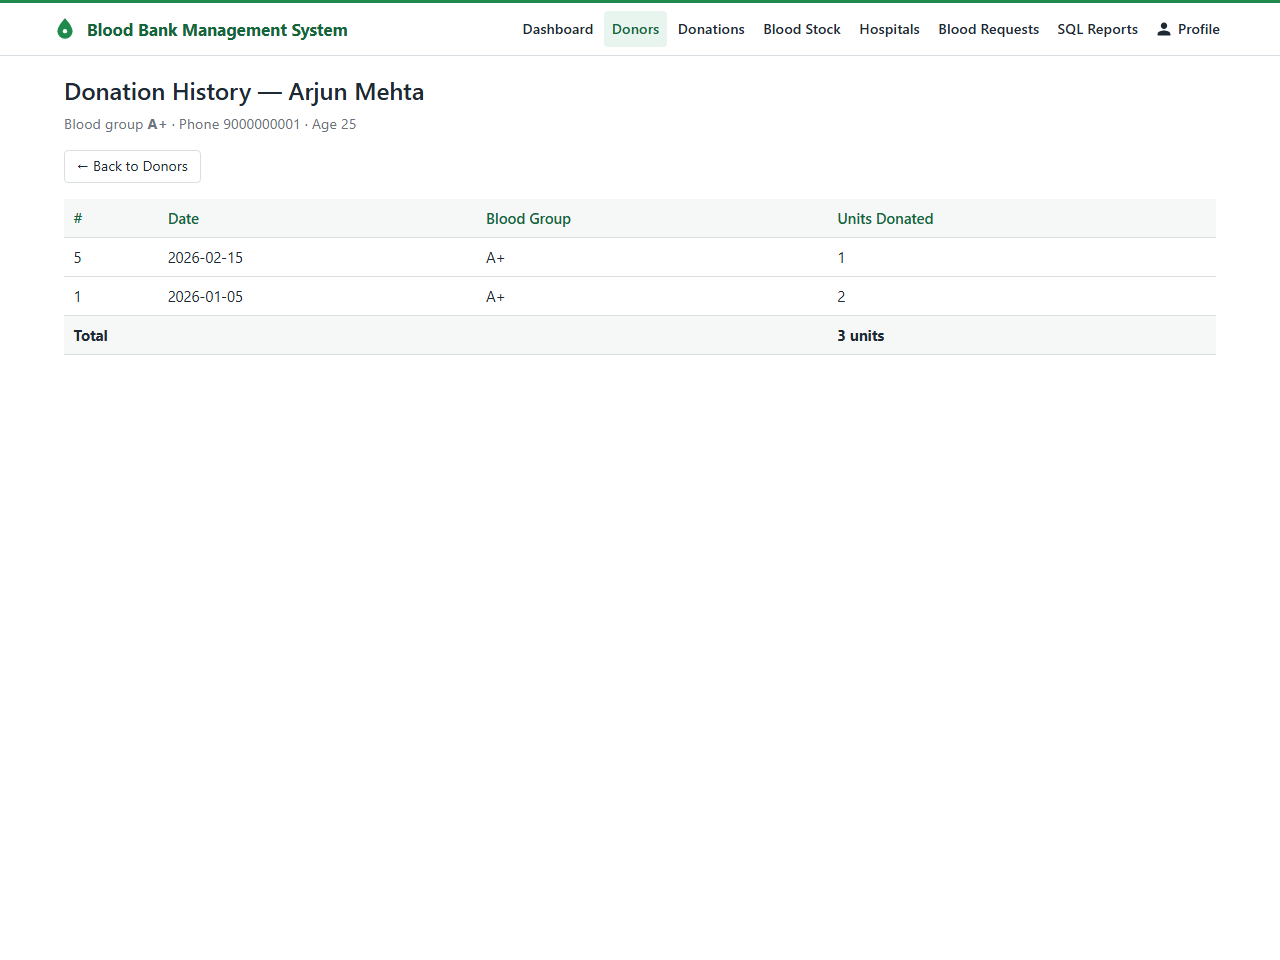 Blood Bank Management System Dashboard Donors Donations Blood Stock Hospitals Blood Requests SQL Reports Profile
Donation History — Arjun Mehta
Blood group A+ · Phone 9000000001 · Age 25
← Back to Donors
# Date Blood Group Units Donated
5 2026-02-15 A+ 1
1 2026-01-05 A+ 2
Total 3 units